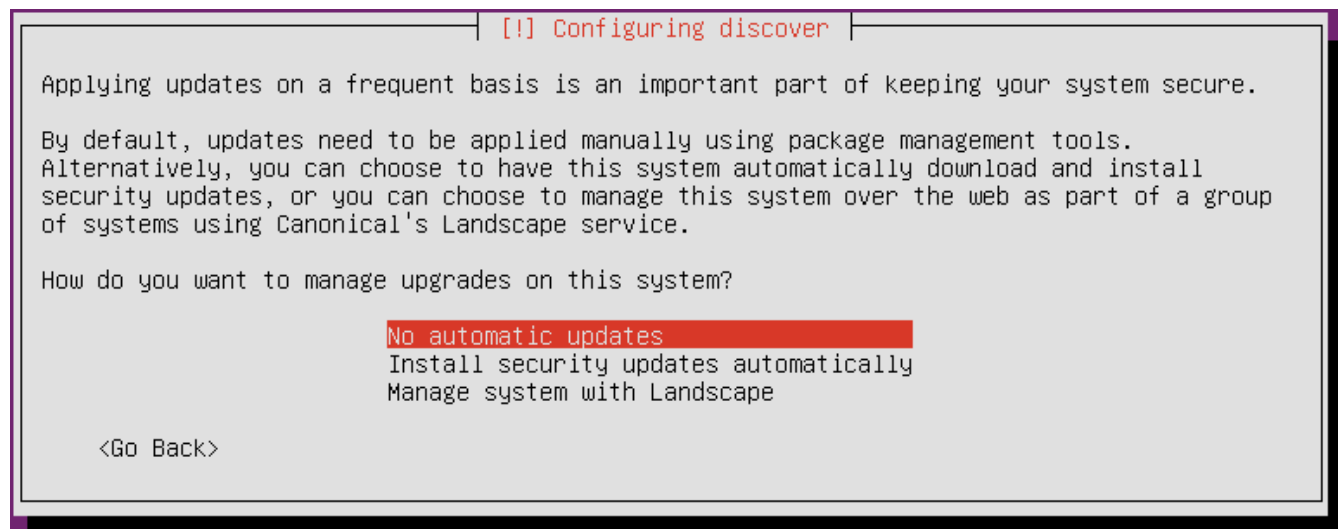 [!] Configuring discover
Applying updates on a frequent basis is an important part of keeping your system secure.
By default, updates need to be applied manually using package management tools.
Alternatively, you can choose to have this system automatically download and install
security updates, or you can choose to manage this system over the web as part of a group
of systems using Canonical's Landscape service.
How do you want to manage upgrades on this system?
No automatic updates
Install security updates automatically
Manage system with Landscape
<Go Back>